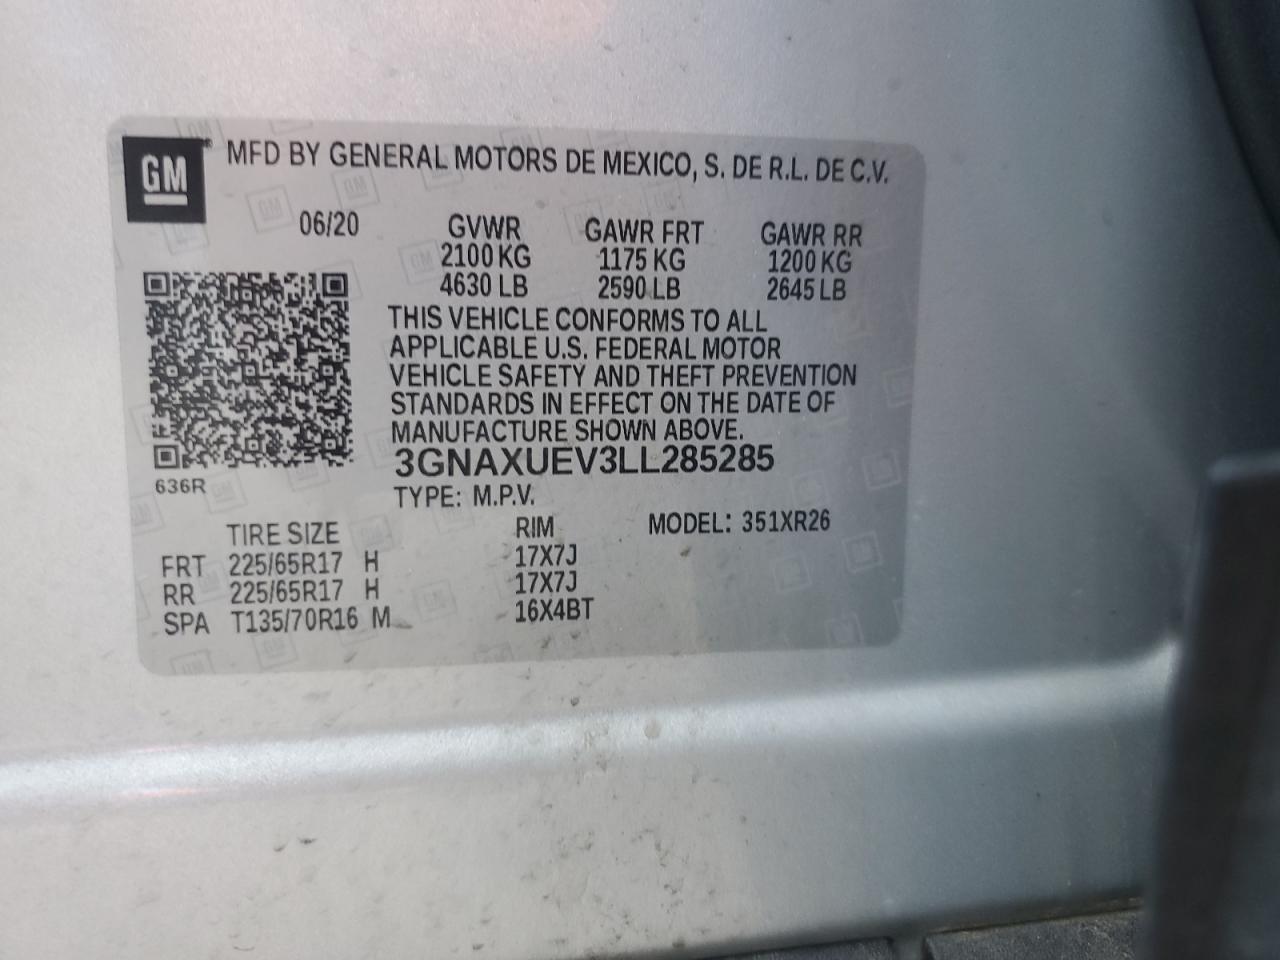 GM
MFD BY GENERAL MOTORS DE MEXICO, S. DE R.L. DE C.V.
06/20 GVWR GAWR FRT GAWR RR
2100 KG 1175 KG 1200 KG
4630 LB 2590 LB 2645 LB
THIS VEHICLE CONFORMS TO ALL
APPLICABLE U.S. FEDERAL MOTOR
VEHICLE SAFETY AND THEFT PREVENTION
STANDARDS IN EFFECT ON THE DATE OF
MANUFACTURE SHOWN ABOVE.
3GNAXUEV3LL285285
636R
TYPE: M.P.V.
TIRE SIZE RIM MODEL: 351XR26
FRT 225/65R17 H 17X7J
RR 225/65R17 H 17X7J
SPA T135/70R16 M 16X4BT